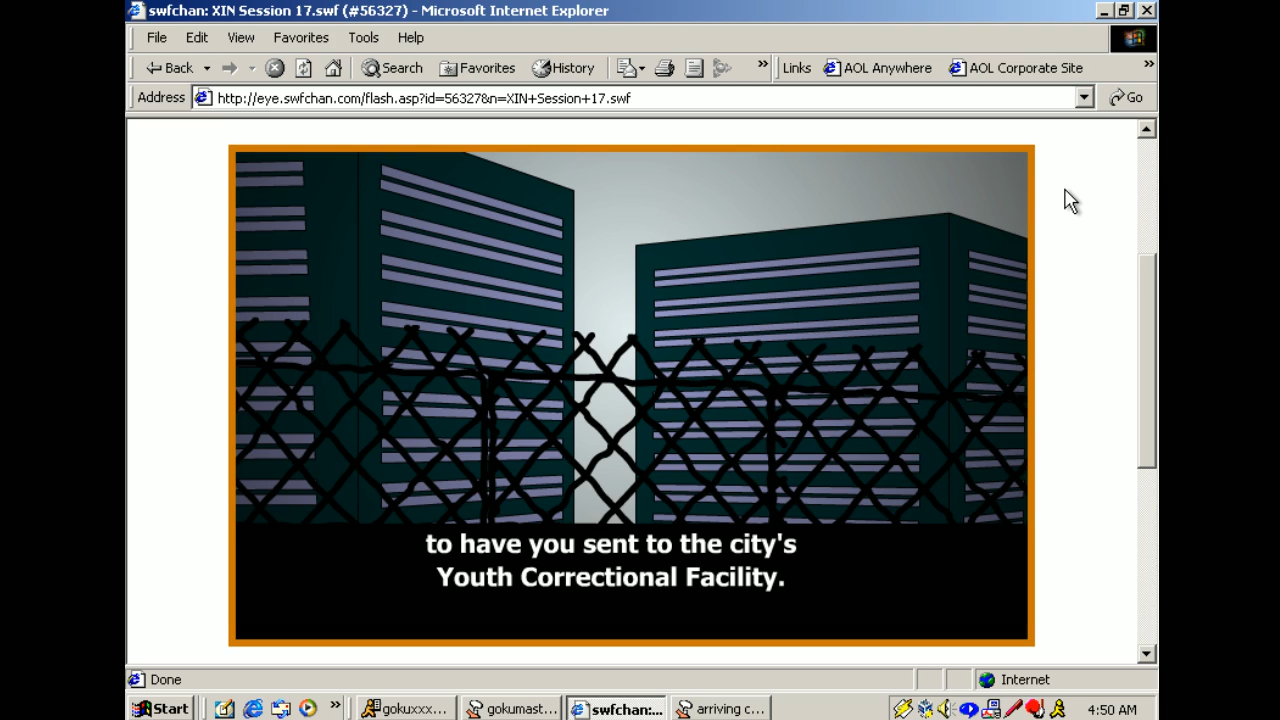 swfchan: XIN Session 17.swf (#56327) - Microsoft Internet Explorer
File Edit View Favorites Tools Help
Back Search Favorites History » Links AOL Anywhere AOL Corporate Site »
Address http://eye.swfchan.com/flash.asp?id=56327&n=XIN+Session+17.swf Go
to have you sent to the city's
Youth Correctional Facility.
Done Internet
Start » gokuxxx... gokumast... swfchan:... arriving c... 4:50 AM